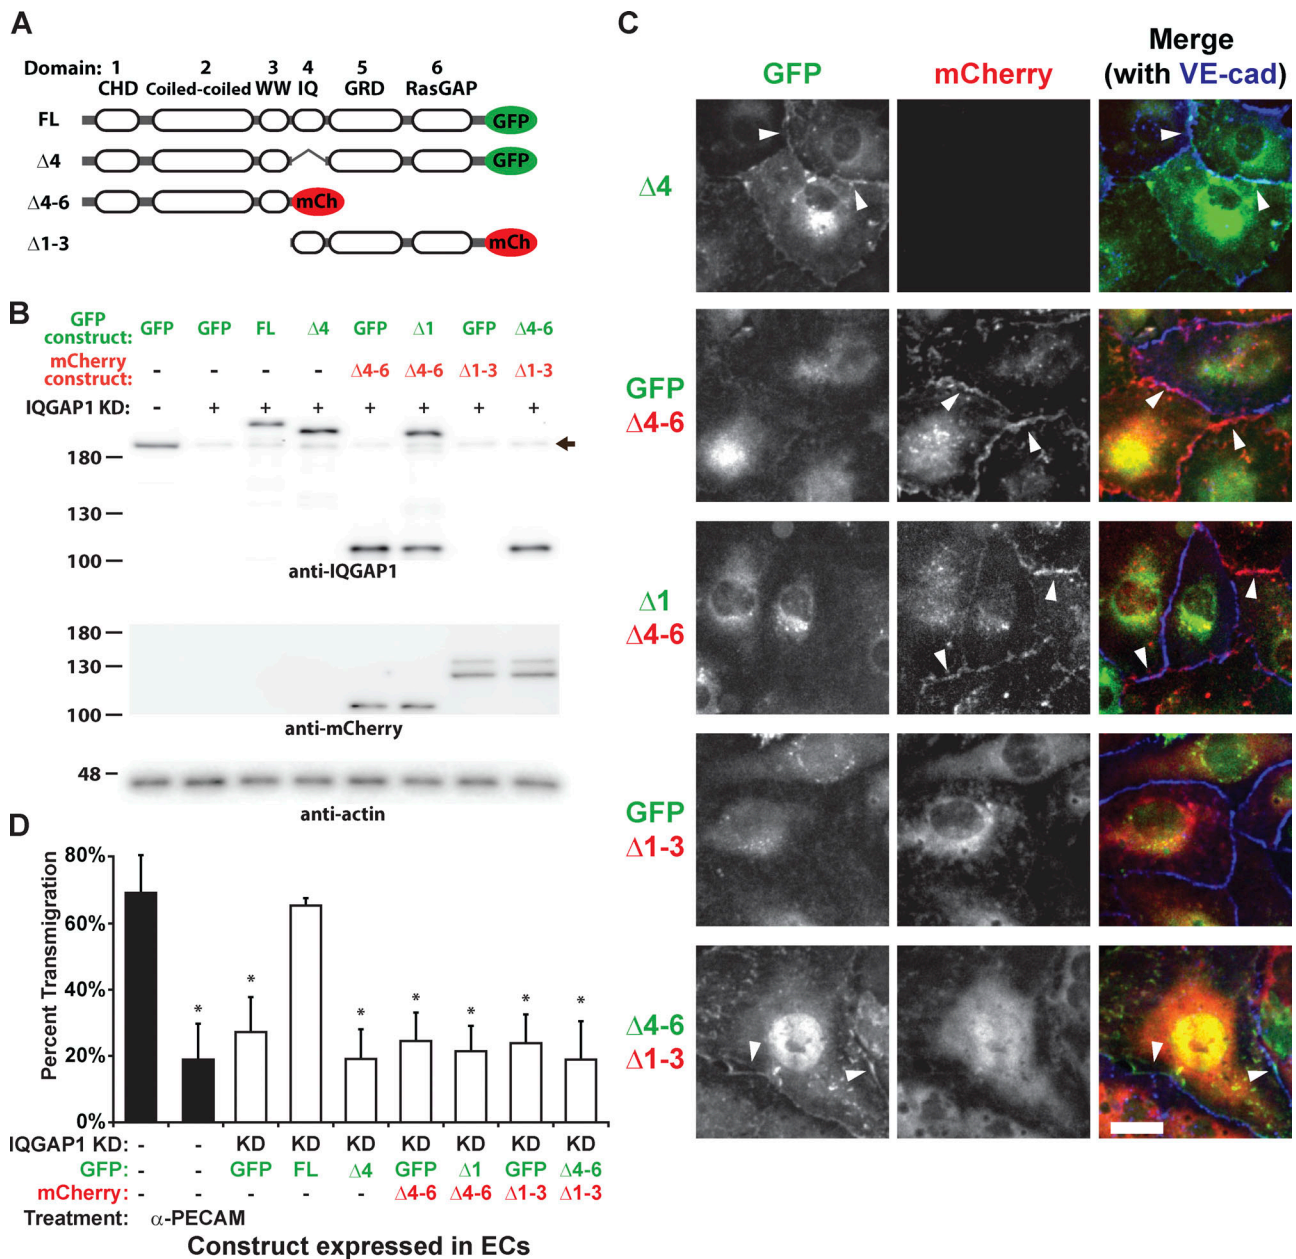 A
Domain: 1 2 3 4 5 6
CHD Coiled-coiled WW IQ GRD RasGAP
FL GFP
Δ4 GFP
Δ4-6 mCh
Δ1-3 mCh
B
GFP construct: GFP GFP FL Δ4 GFP Δ1 GFP Δ4-6
mCherry construct: - - - - Δ4-6 Δ4-6 Δ1-3 Δ1-3
IQGAP1 KD: - + + + + + + +
180
130
100
anti-IQGAP1
180
130
100
anti-mCherry
48
anti-actin
C
GFP mCherry Merge
(with VE-cad)
Δ4
GFP
Δ4-6
Δ1
Δ4-6
GFP
Δ1-3
Δ4-6
Δ1-3
D
Percent Transmigration
80%
60%
40%
20%
0%
* * * * * * *
IQGAP1 KD: - - KD KD KD KD KD KD KD
GFP: - - GFP FL Δ4 GFP Δ1 GFP Δ4-6
mCherry: - - - - - Δ4-6 Δ4-6 Δ1-3 Δ1-3
Treatment: α-PECAM
Construct expressed in ECs